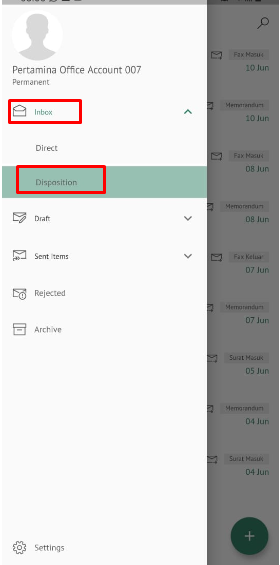 Pertamina Office Account 007
Permanent
Inbox
Direct
Disposition
Draft
Sent Items
Rejected
Archive
Settings
Fax Masuk
10 Jun
Memorandum
10 Jun
Fax Masuk
08 Jun
Memorandum
08 Jun
Fax Keluar
07 Jun
Memorandum
07 Jun
Surat Masuk
05 Jun
Memorandum
04 Jun
Surat Masuk
04 Jun